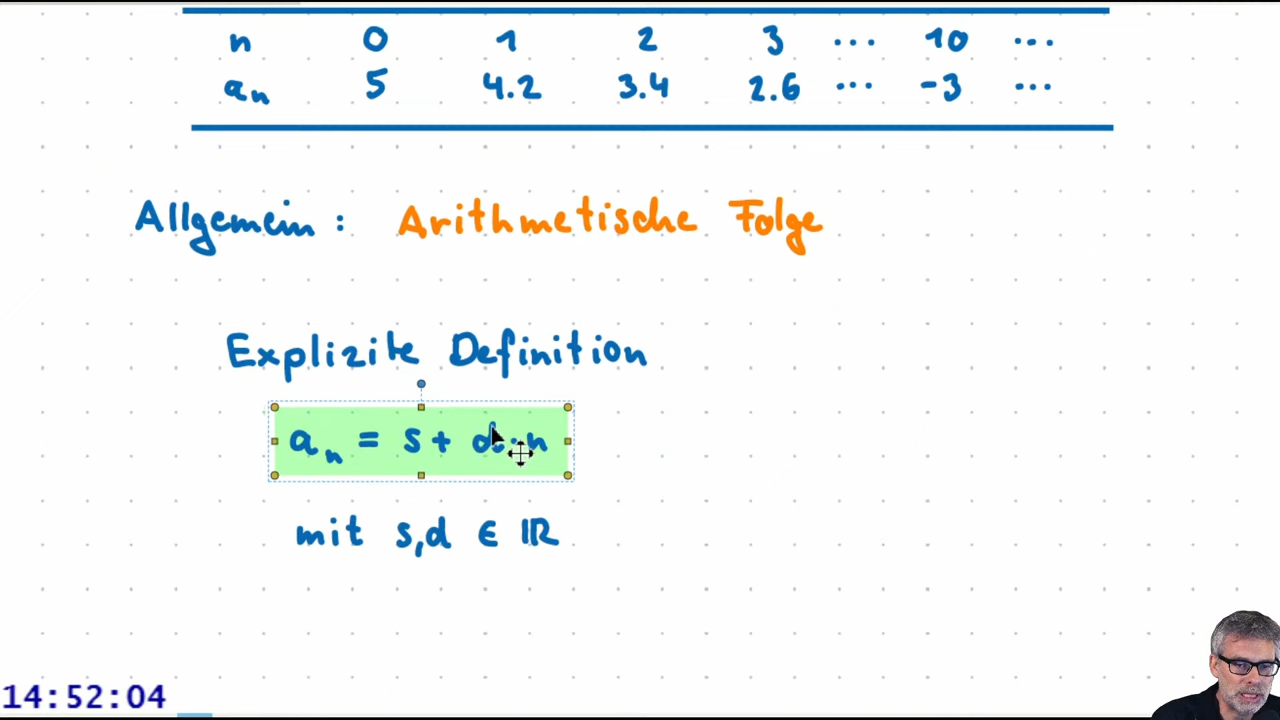 n 0 1 2 3 ... 10 ...
aₙ 5 4.2 3.4 2.6 ... -3 ...
Allgemein: Arithmetische Folge
Explizite Definition
aₙ = s + d·n
mit s,d ∈ ℝ
14:52:04